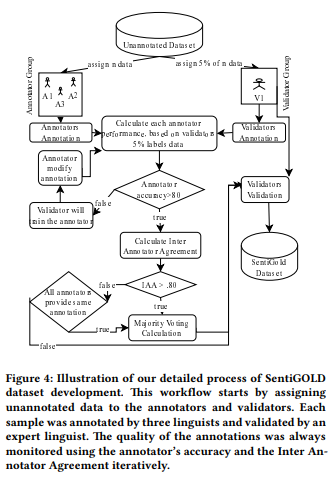 Unannotated Dataset
assign n data
assign 5% of n data
Annotator Group
A1
A2
A3
V1
Validator Group
Annotators
Annotation
Calculate each annotator
performance, based on validators
5% labels data
Validators
Annotation
Annotator
modify
annotation
Annotator
accuracy>80
Validators
Validation
false
Validator will
train the annotator
true
Calculate Inter
Annotator Agreement
SentiGold
Dataset
All annotators
provide same
annotation
false
IAA > .80
true
true
Majority Voting
Calculation
false
Figure 4: Illustration of our detailed process of SentiGOLD
dataset development. This workflow starts by assigning
unannotated data to the annotators and validators. Each
sample was annotated by three linguists and validated by an
expert linguist. The quality of the annotations was always
monitored using the annotator's accuracy and the Inter An-
notator Agreement iteratively.